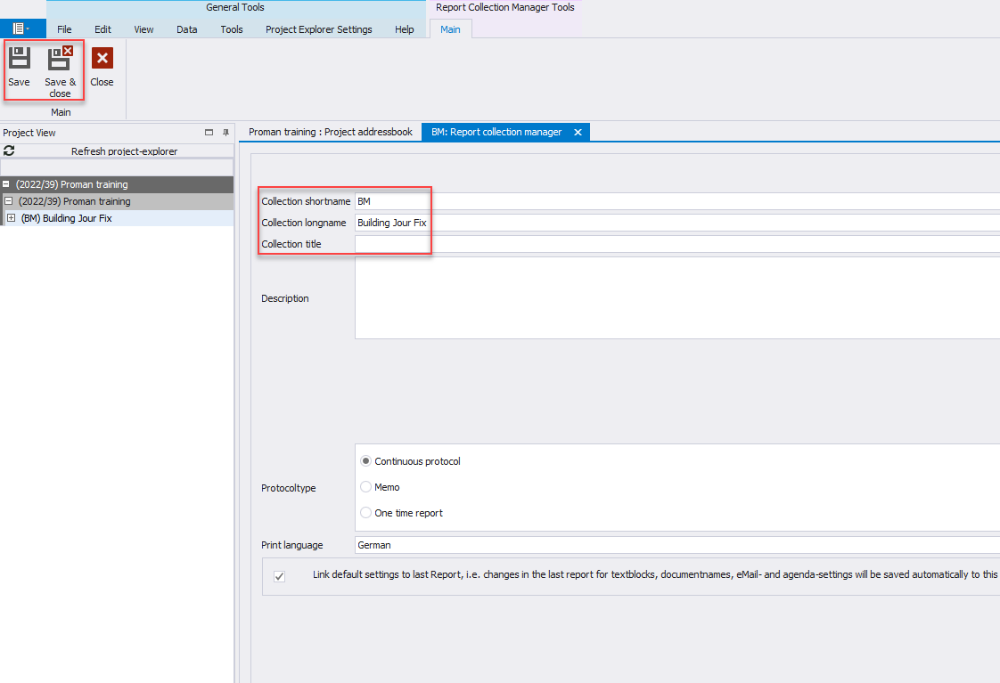 General Tools
Report Collection Manager Tools
File Edit View Data Tools Project Explorer Settings Help Main
Save Save & close Close
Main
Project View
Proman training : Project addressbook
BM: Report collection manager
Refresh project-explorer
(2022/39) Proman training
(2022/39) Proman training
(BM) Building Jour Fix
Collection shortname BM
Collection longname Building Jour Fix
Collection title
Description
Protocoltype
Continuous protocol
Memo
One time report
Print language German
Link default settings to last Report, i.e. changes in the last report for textblocks, documentnames, eMail- and agenda-settings will be saved automatically to this